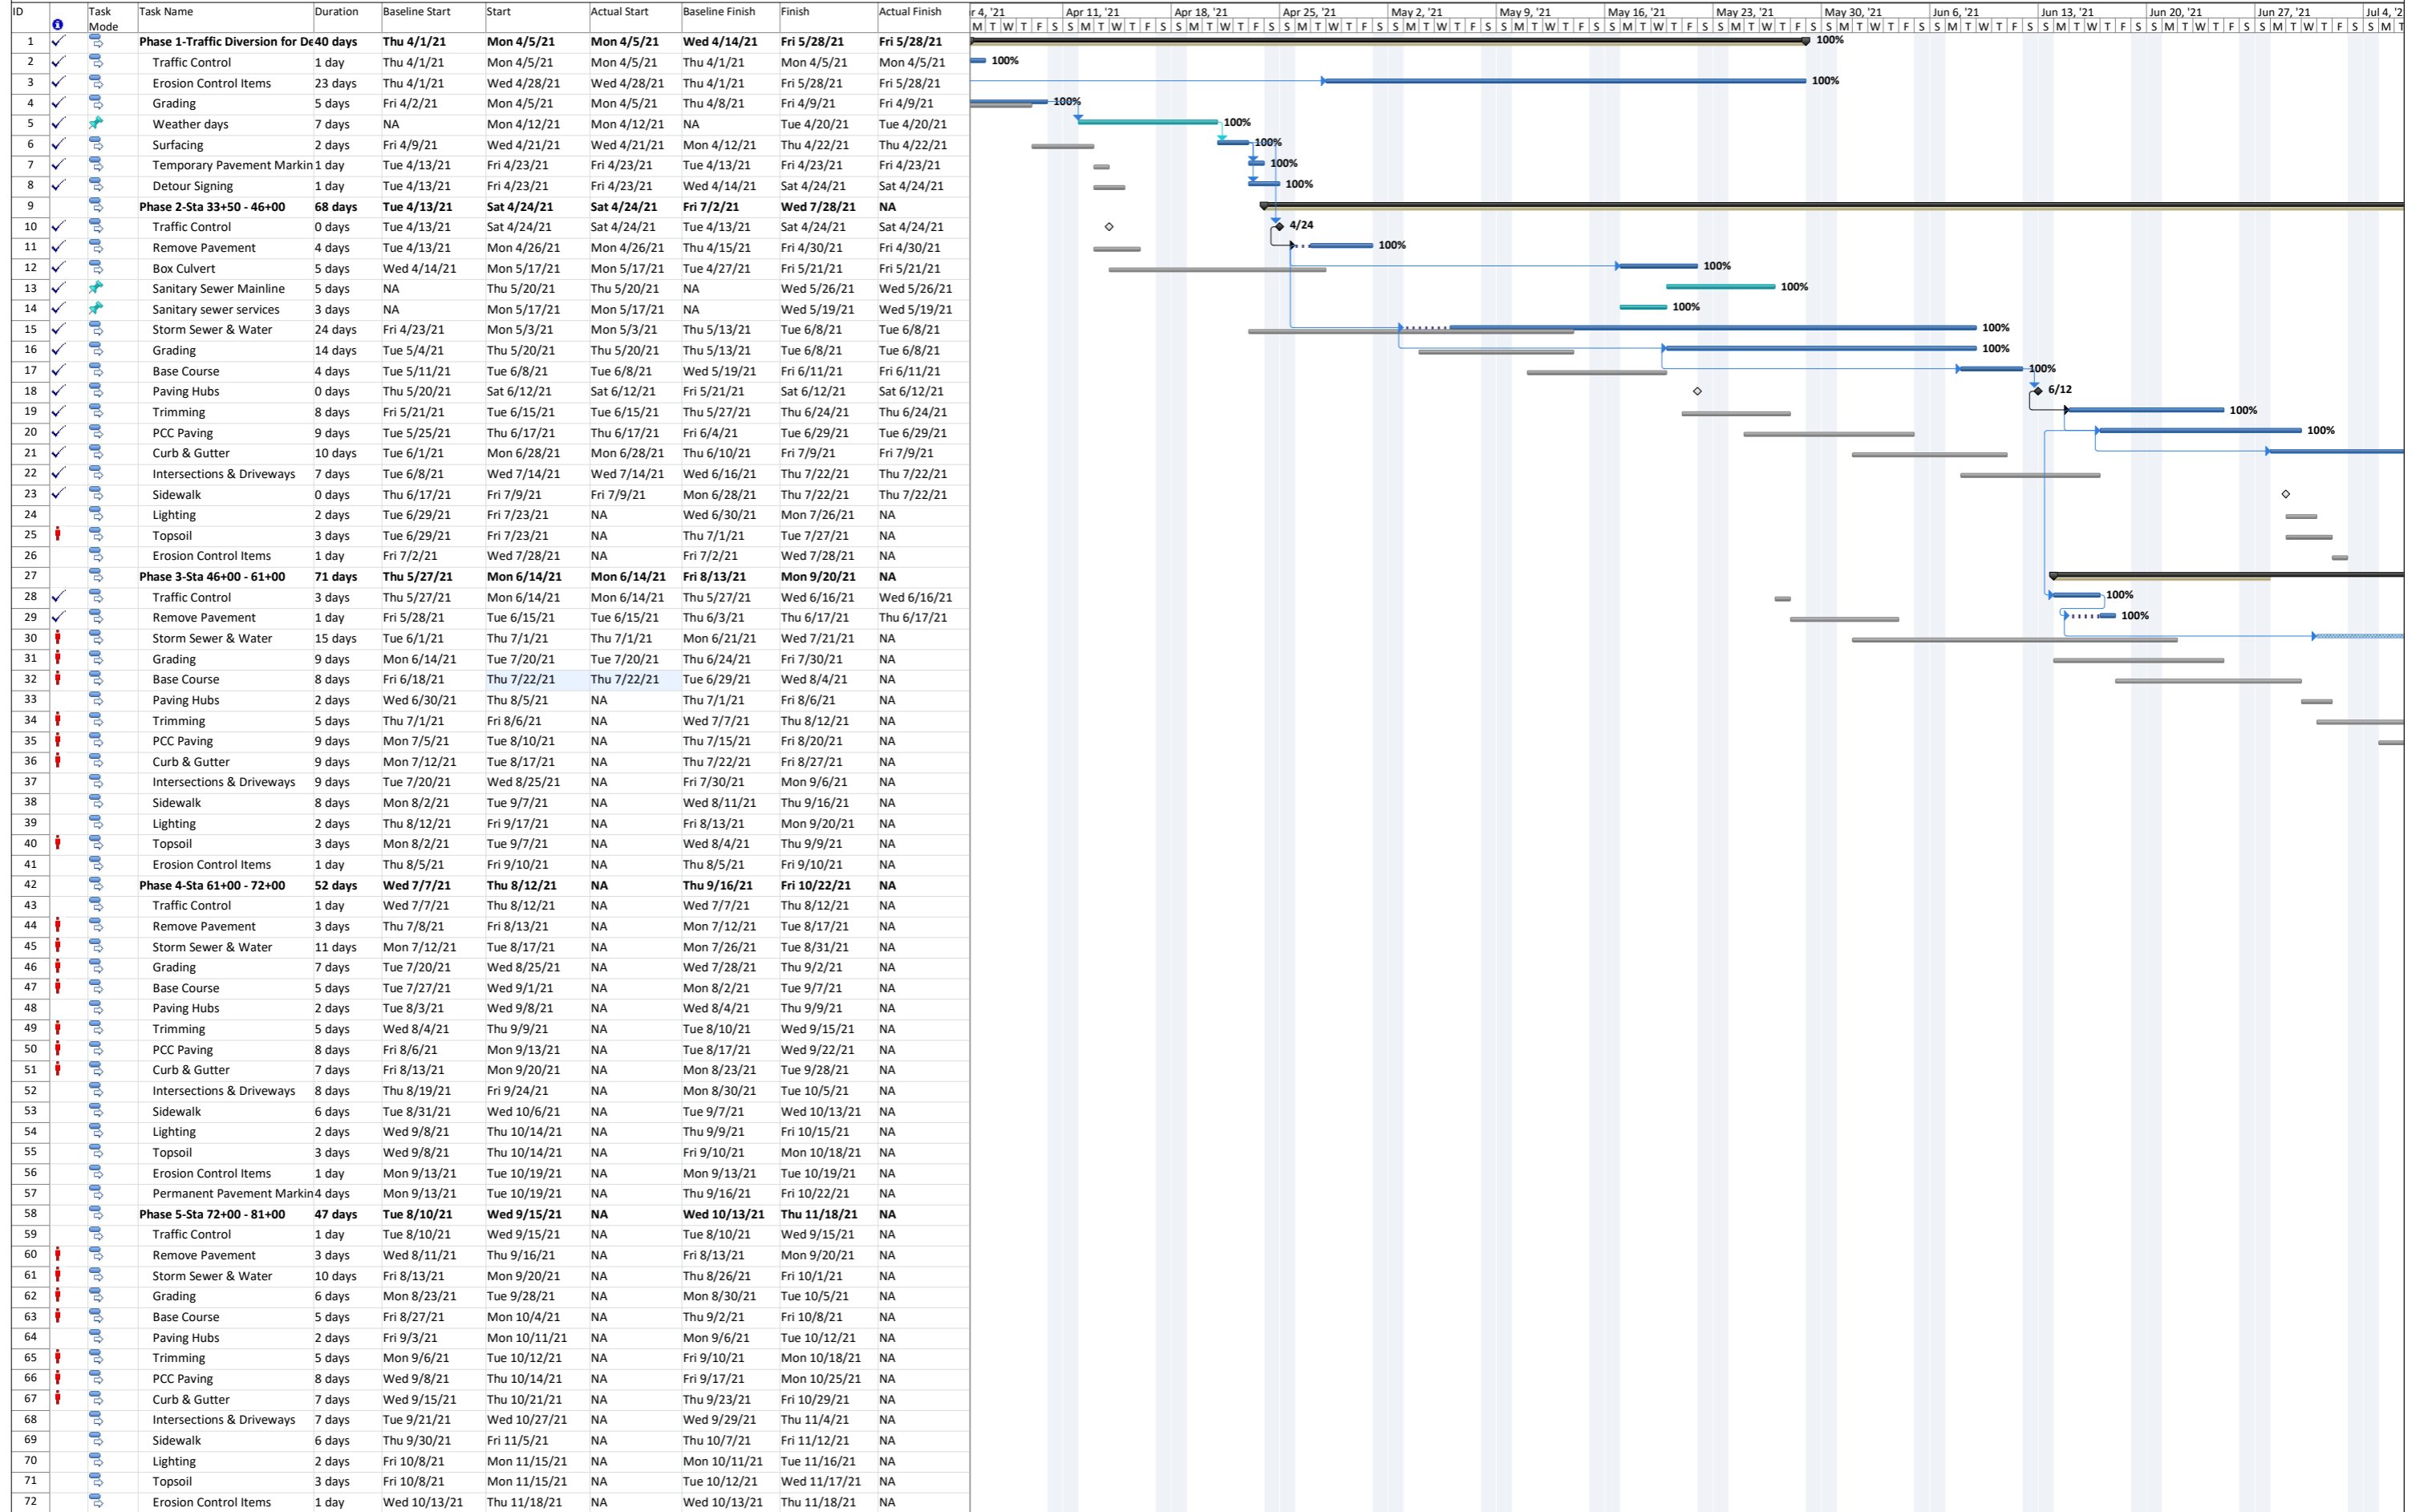 ID Task Mode Task Name Duration Baseline Start Start Actual Start Baseline Finish Finish Actual Finish r 4, '21 Apr 11, '21 Apr 18, '21 Apr 25, '21 May 2, '21 May 9, '21 May 16, '21 May 23, '21 May 30, '21 Jun 6, '21 Jun 13, '21 Jun 20, '21 Jun 27, '21 Jul 4, '2
M T W T F S S M T W T F S S M T W T F S S M T W T F S S M T W T F S S M T W T F S S M T W T F S S M T W T F S S M T W T F S S M T W T F S S M T W T F S S M T W T F S S M T W T F S S M T
1 Phase 1-Traffic Diversion for De 40 days Thu 4/1/21 Mon 4/5/21 Mon 4/5/21 Wed 4/14/21 Fri 5/28/21 Fri 5/28/21 100%
2 Traffic Control 1 day Thu 4/1/21 Mon 4/5/21 Mon 4/5/21 Thu 4/1/21 Mon 4/5/21 Mon 4/5/21 100%
3 Erosion Control Items 23 days Thu 4/1/21 Wed 4/28/21 Wed 4/28/21 Thu 4/1/21 Fri 5/28/21 Fri 5/28/21 100%
4 Grading 5 days Fri 4/2/21 Mon 4/5/21 Mon 4/5/21 Thu 4/8/21 Fri 4/9/21 Fri 4/9/21 100%
5 Weather days 7 days NA Mon 4/12/21 Mon 4/12/21 NA Tue 4/20/21 Tue 4/20/21 100%
6 Surfacing 2 days Fri 4/9/21 Wed 4/21/21 Wed 4/21/21 Mon 4/12/21 Thu 4/22/21 Thu 4/22/21 100%
7 Temporary Pavement Markin 1 day Tue 4/13/21 Fri 4/23/21 Fri 4/23/21 Tue 4/13/21 Fri 4/23/21 Fri 4/23/21 100%
8 Detour Signing 1 day Tue 4/13/21 Fri 4/23/21 Fri 4/23/21 Wed 4/14/21 Sat 4/24/21 Sat 4/24/21 100%
9 Phase 2-Sta 33+50 - 46+00 68 days Tue 4/13/21 Sat 4/24/21 Sat 4/24/21 Fri 7/2/21 Wed 7/28/21 NA
10 Traffic Control 0 days Tue 4/13/21 Sat 4/24/21 Sat 4/24/21 Tue 4/13/21 Sat 4/24/21 Sat 4/24/21 4/24
11 Remove Pavement 4 days Tue 4/13/21 Mon 4/26/21 Mon 4/26/21 Thu 4/15/21 Fri 4/30/21 Fri 4/30/21 100%
12 Box Culvert 5 days Wed 4/14/21 Mon 5/17/21 Mon 5/17/21 Tue 4/27/21 Fri 5/21/21 Fri 5/21/21 100%
13 Sanitary Sewer Mainline 5 days NA Thu 5/20/21 Thu 5/20/21 NA Wed 5/26/21 Wed 5/26/21 100%
14 Sanitary sewer services 3 days NA Mon 5/17/21 Mon 5/17/21 NA Wed 5/19/21 Wed 5/19/21 100%
15 Storm Sewer & Water 24 days Fri 4/23/21 Mon 5/3/21 Mon 5/3/21 Thu 5/13/21 Tue 6/8/21 Tue 6/8/21 100%
16 Grading 14 days Tue 5/4/21 Thu 5/20/21 Thu 5/20/21 Thu 5/13/21 Tue 6/8/21 Tue 6/8/21 100%
17 Base Course 4 days Tue 5/11/21 Tue 6/8/21 Tue 6/8/21 Wed 5/19/21 Fri 6/11/21 Fri 6/11/21 100%
18 Paving Hubs 0 days Thu 5/20/21 Sat 6/12/21 Sat 6/12/21 Fri 5/21/21 Sat 6/12/21 Sat 6/12/21 6/12
19 Trimming 8 days Fri 5/21/21 Tue 6/15/21 Tue 6/15/21 Thu 5/27/21 Thu 6/24/21 Thu 6/24/21 100%
20 PCC Paving 9 days Tue 5/25/21 Thu 6/17/21 Thu 6/17/21 Fri 6/4/21 Tue 6/29/21 Tue 6/29/21 100%
21 Curb & Gutter 10 days Tue 6/1/21 Mon 6/28/21 Mon 6/28/21 Thu 6/10/21 Fri 7/9/21 Fri 7/9/21
22 Intersections & Driveways 7 days Tue 6/8/21 Wed 7/14/21 Wed 7/14/21 Wed 6/16/21 Thu 7/22/21 Thu 7/22/21
23 Sidewalk 0 days Thu 6/17/21 Fri 7/9/21 Fri 7/9/21 Mon 6/28/21 Thu 7/22/21 Thu 7/22/21
24 Lighting 2 days Tue 6/29/21 Fri 7/23/21 NA Wed 6/30/21 Mon 7/26/21 NA
25 Topsoil 3 days Tue 6/29/21 Fri 7/23/21 NA Thu 7/1/21 Tue 7/27/21 NA
26 Erosion Control Items 1 day Fri 7/2/21 Wed 7/28/21 NA Fri 7/2/21 Wed 7/28/21 NA
27 Phase 3-Sta 46+00 - 61+00 71 days Thu 5/27/21 Mon 6/14/21 Mon 6/14/21 Fri 8/13/21 Mon 9/20/21 NA
28 Traffic Control 3 days Thu 5/27/21 Mon 6/14/21 Mon 6/14/21 Thu 5/27/21 Wed 6/16/21 Wed 6/16/21 100%
29 Remove Pavement 1 day Fri 5/28/21 Tue 6/15/21 Tue 6/15/21 Thu 6/3/21 Thu 6/17/21 Thu 6/17/21 100%
30 Storm Sewer & Water 15 days Tue 6/1/21 Thu 7/1/21 Thu 7/1/21 Mon 6/21/21 Wed 7/21/21 NA
31 Grading 9 days Mon 6/14/21 Tue 7/20/21 Tue 7/20/21 Thu 6/24/21 Fri 7/30/21 NA
32 Base Course 8 days Fri 6/18/21 Thu 7/22/21 Thu 7/22/21 Tue 6/29/21 Wed 8/4/21 NA
33 Paving Hubs 2 days Wed 6/30/21 Thu 8/5/21 NA Thu 7/1/21 Fri 8/6/21 NA
34 Trimming 5 days Thu 7/1/21 Fri 8/6/21 NA Wed 7/7/21 Thu 8/12/21 NA
35 PCC Paving 9 days Mon 7/5/21 Tue 8/10/21 NA Thu 7/15/21 Fri 8/20/21 NA
36 Curb & Gutter 9 days Mon 7/12/21 Tue 8/17/21 NA Thu 7/22/21 Fri 8/27/21 NA
37 Intersections & Driveways 9 days Tue 7/20/21 Wed 8/25/21 NA Fri 7/30/21 Mon 9/6/21 NA
38 Sidewalk 8 days Mon 8/2/21 Tue 9/7/21 NA Wed 8/11/21 Thu 9/16/21 NA
39 Lighting 2 days Thu 8/12/21 Fri 9/17/21 NA Fri 8/13/21 Mon 9/20/21 NA
40 Topsoil 3 days Mon 8/2/21 Tue 9/7/21 NA Wed 8/4/21 Thu 9/9/21 NA
41 Erosion Control Items 1 day Thu 8/5/21 Fri 9/10/21 NA Thu 8/5/21 Fri 9/10/21 NA
42 Phase 4-Sta 61+00 - 72+00 52 days Wed 7/7/21 Thu 8/12/21 NA Thu 9/16/21 Fri 10/22/21 NA
43 Traffic Control 1 day Wed 7/7/21 Thu 8/12/21 NA Wed 7/7/21 Thu 8/12/21 NA
44 Remove Pavement 3 days Thu 7/8/21 Fri 8/13/21 NA Mon 7/12/21 Tue 8/17/21 NA
45 Storm Sewer & Water 11 days Mon 7/12/21 Tue 8/17/21 NA Mon 7/26/21 Tue 8/31/21 NA
46 Grading 7 days Tue 7/20/21 Wed 8/25/21 NA Wed 7/28/21 Thu 9/2/21 NA
47 Base Course 5 days Tue 7/27/21 Wed 9/1/21 NA Mon 8/2/21 Tue 9/7/21 NA
48 Paving Hubs 2 days Tue 8/3/21 Wed 9/8/21 NA Wed 8/4/21 Thu 9/9/21 NA
49 Trimming 5 days Wed 8/4/21 Thu 9/9/21 NA Tue 8/10/21 Wed 9/15/21 NA
50 PCC Paving 8 days Fri 8/6/21 Mon 9/13/21 NA Tue 8/17/21 Wed 9/22/21 NA
51 Curb & Gutter 7 days Fri 8/13/21 Mon 9/20/21 NA Mon 8/23/21 Tue 9/28/21 NA
52 Intersections & Driveways 8 days Thu 8/19/21 Fri 9/24/21 NA Mon 8/30/21 Tue 10/5/21 NA
53 Sidewalk 6 days Tue 8/31/21 Wed 10/6/21 NA Tue 9/7/21 Wed 10/13/21 NA
54 Lighting 2 days Wed 9/8/21 Thu 10/14/21 NA Thu 9/9/21 Fri 10/15/21 NA
55 Topsoil 3 days Wed 9/8/21 Thu 10/14/21 NA Fri 9/10/21 Mon 10/18/21 NA
56 Erosion Control Items 1 day Mon 9/13/21 Tue 10/19/21 NA Mon 9/13/21 Tue 10/19/21 NA
57 Permanent Pavement Markin 4 days Mon 9/13/21 Tue 10/19/21 NA Thu 9/16/21 Fri 10/22/21 NA
58 Phase 5-Sta 72+00 - 81+00 47 days Tue 8/10/21 Wed 9/15/21 NA Wed 10/13/21 Thu 11/18/21 NA
59 Traffic Control 1 day Tue 8/10/21 Wed 9/15/21 NA Tue 8/10/21 Wed 9/15/21 NA
60 Remove Pavement 3 days Wed 8/11/21 Thu 9/16/21 NA Fri 8/13/21 Mon 9/20/21 NA
61 Storm Sewer & Water 10 days Fri 8/13/21 Mon 9/20/21 NA Thu 8/26/21 Fri 10/1/21 NA
62 Grading 6 days Mon 8/23/21 Tue 9/28/21 NA Mon 8/30/21 Tue 10/5/21 NA
63 Base Course 5 days Fri 8/27/21 Mon 10/4/21 NA Thu 9/2/21 Fri 10/8/21 NA
64 Paving Hubs 2 days Fri 9/3/21 Mon 10/11/21 NA Mon 9/6/21 Tue 10/12/21 NA
65 Trimming 5 days Mon 9/6/21 Tue 10/12/21 NA Fri 9/10/21 Mon 10/18/21 NA
66 PCC Paving 8 days Wed 9/8/21 Thu 10/14/21 NA Fri 9/17/21 Mon 10/25/21 NA
67 Curb & Gutter 7 days Wed 9/15/21 Thu 10/21/21 NA Thu 9/23/21 Fri 10/29/21 NA
68 Intersections & Driveways 7 days Tue 9/21/21 Wed 10/27/21 NA Wed 9/29/21 Thu 11/4/21 NA
69 Sidewalk 6 days Thu 9/30/21 Fri 11/5/21 NA Thu 10/7/21 Fri 11/12/21 NA
70 Lighting 2 days Fri 10/8/21 Mon 11/15/21 NA Mon 10/11/21 Tue 11/16/21 NA
71 Topsoil 3 days Fri 10/8/21 Mon 11/15/21 NA Tue 10/12/21 Wed 11/17/21 NA
72 Erosion Control Items 1 day Wed 10/13/21 Thu 11/18/21 NA Wed 10/13/21 Thu 11/18/21 NA